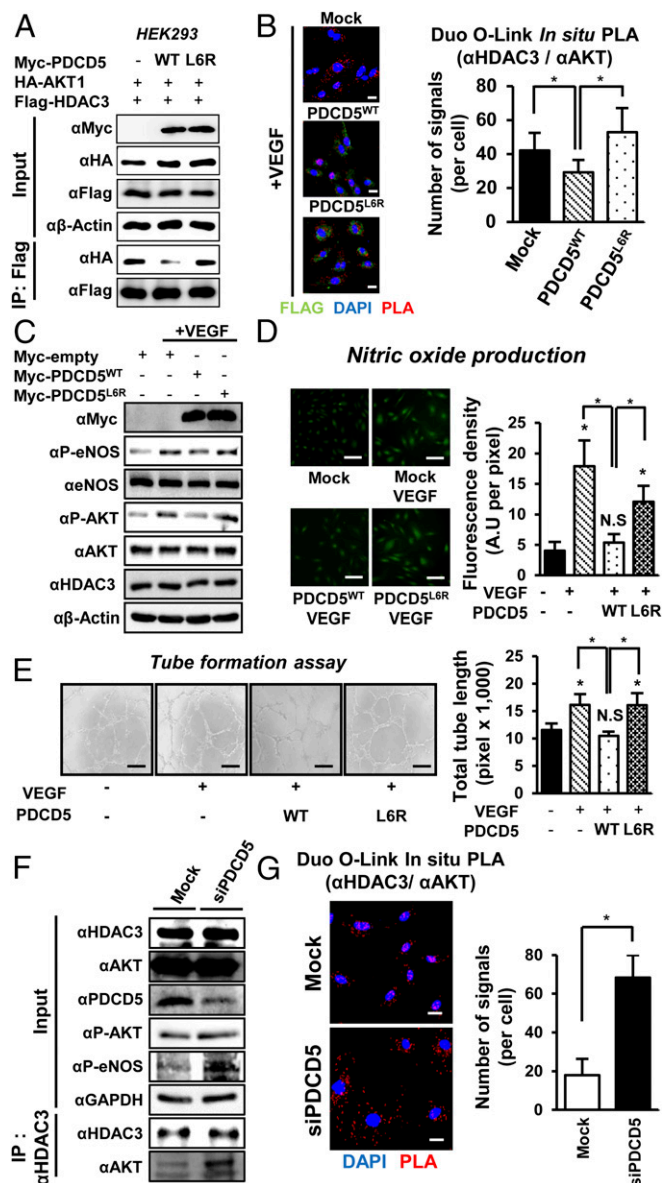 A
HEK293
Myc-PDCD5 - WT L6R
HA-AKT1 + + +
Flag-HDAC3 + + +
Input
αMyc
αHA
αFlag
αβ-Actin
IP: Flag
αHA
αFlag
B
+VEGF
Mock
PDCD5WT
PDCD5L6R
FLAG DAPI PLA
Duo O-Link In situ PLA
(αHDAC3 / αAKT)
Number of signals
(per cell)
80
60
40
20
0
* *
Mock
PDCD5WT
PDCD5L6R
C
+VEGF
Myc-empty + + - -
Myc-PDCD5WT - - + -
Myc-PDCD5L6R - - - +
αMyc
αP-eNOS
αeNOS
αP-AKT
αAKT
αHDAC3
αβ-Actin
D
Nitric oxide production
Mock
Mock
VEGF
PDCD5WT
VEGF
PDCD5L6R
VEGF
Fluorescence density
(A.U per pixel)
25
20
15
10
5
0
* *
* N.S *
VEGF - + + +
PDCD5 - - WT L6R
E
Tube formation assay
VEGF - + + +
PDCD5 - - WT L6R
Total tube length
(pixel x 1,000)
25
20
15
10
5
0
* *
* N.S *
VEGF - + + +
PDCD5 - - WT L6R
F
Mock siPDCD5
Input
αHDAC3
αAKT
αPDCD5
αP-AKT
αP-eNOS
αGAPDH
IP :
αHDAC3
αHDAC3
αAKT
G
Duo O-Link In situ PLA
(αHDAC3/ αAKT)
Mock
siPDCD5
DAPI PLA
Number of signals
(per cell)
80
60
40
20
0
*
Mock
siPDCD5